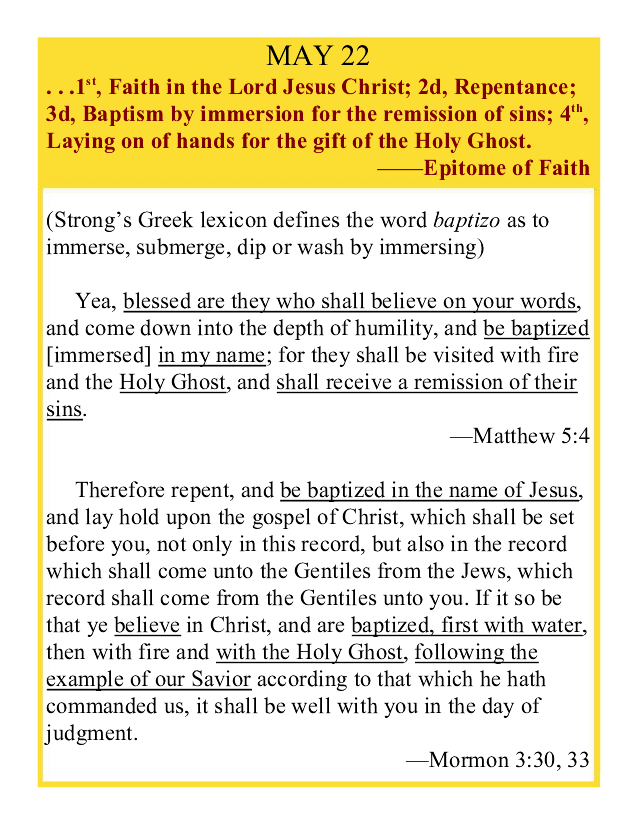 MAY 22
. . .1st, Faith in the Lord Jesus Christ; 2d, Repentance;
3d, Baptism by immersion for the remission of sins; 4th,
Laying on of hands for the gift of the Holy Ghost.
——Epitome of Faith
(Strong’s Greek lexicon defines the word baptizo as to
immerse, submerge, dip or wash by immersing)
Yea, blessed are they who shall believe on your words,
and come down into the depth of humility, and be baptized
[immersed] in my name; for they shall be visited with fire
and the Holy Ghost, and shall receive a remission of their
sins.
—Matthew 5:4
Therefore repent, and be baptized in the name of Jesus,
and lay hold upon the gospel of Christ, which shall be set
before you, not only in this record, but also in the record
which shall come unto the Gentiles from the Jews, which
record shall come from the Gentiles unto you. If it so be
that ye believe in Christ, and are baptized, first with water,
then with fire and with the Holy Ghost, following the
example of our Savior according to that which he hath
commanded us, it shall be well with you in the day of
judgment.
—Mormon 3:30, 33